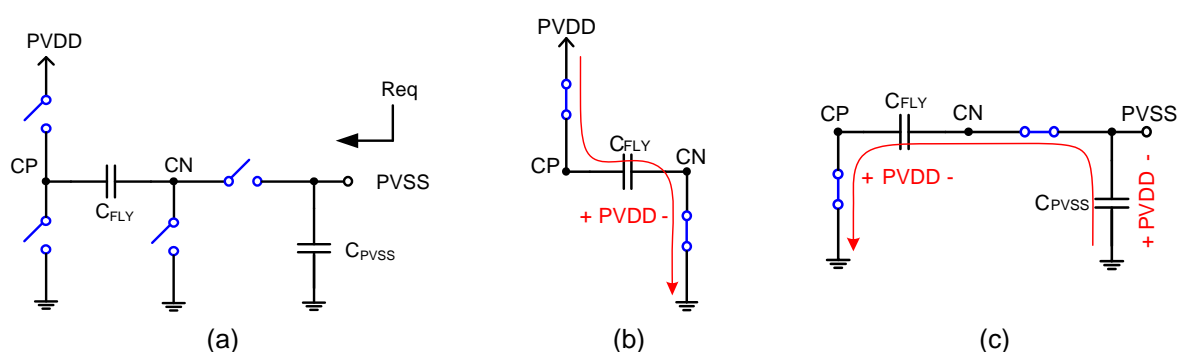 PVDD
Req
CP
CN
PVSS
CFLY
CPVSS
(a)
PVDD
CFLY
CP
CN
+ PVDD -
(b)
CFLY
CP
CN
PVSS
+ PVDD -
CPVSS
+ PVDD -
(c)